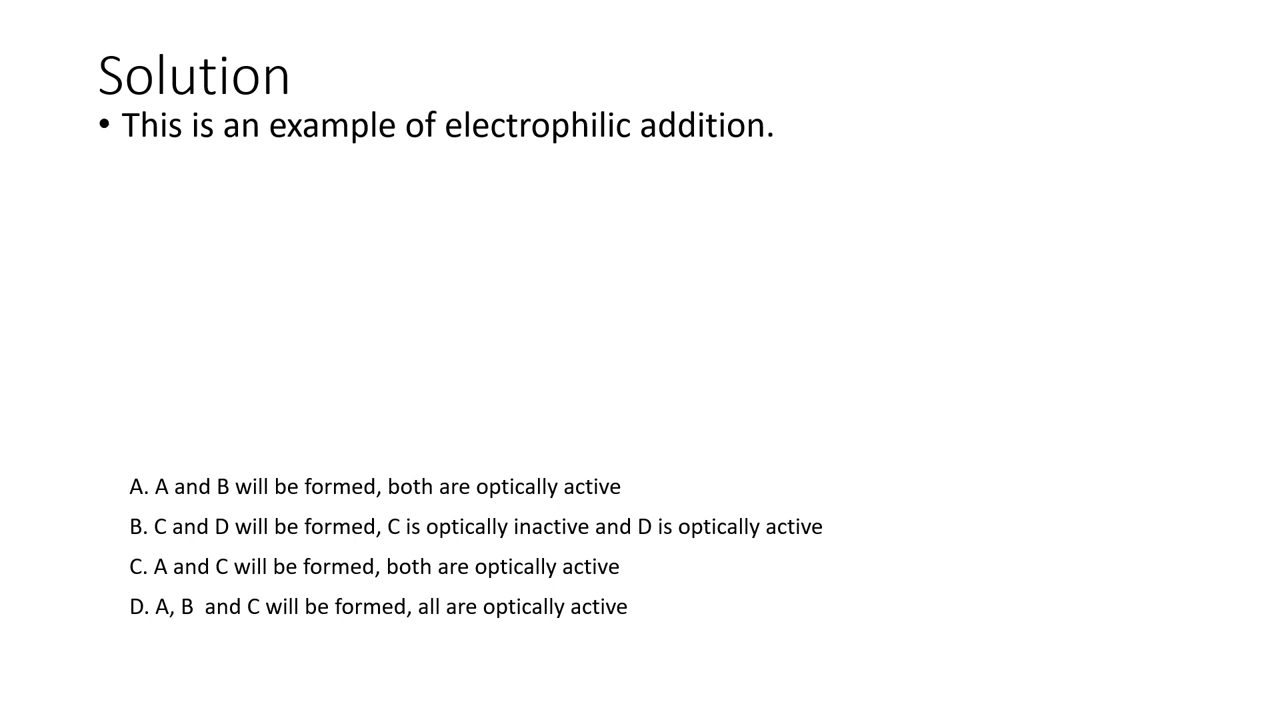 Solution
• This is an example of electrophilic addition.
A. A and B will be formed, both are optically active
B. C and D will be formed, C is optically inactive and D is optically active
C. A and C will be formed, both are optically active
D. A, B  and C will be formed, all are optically active